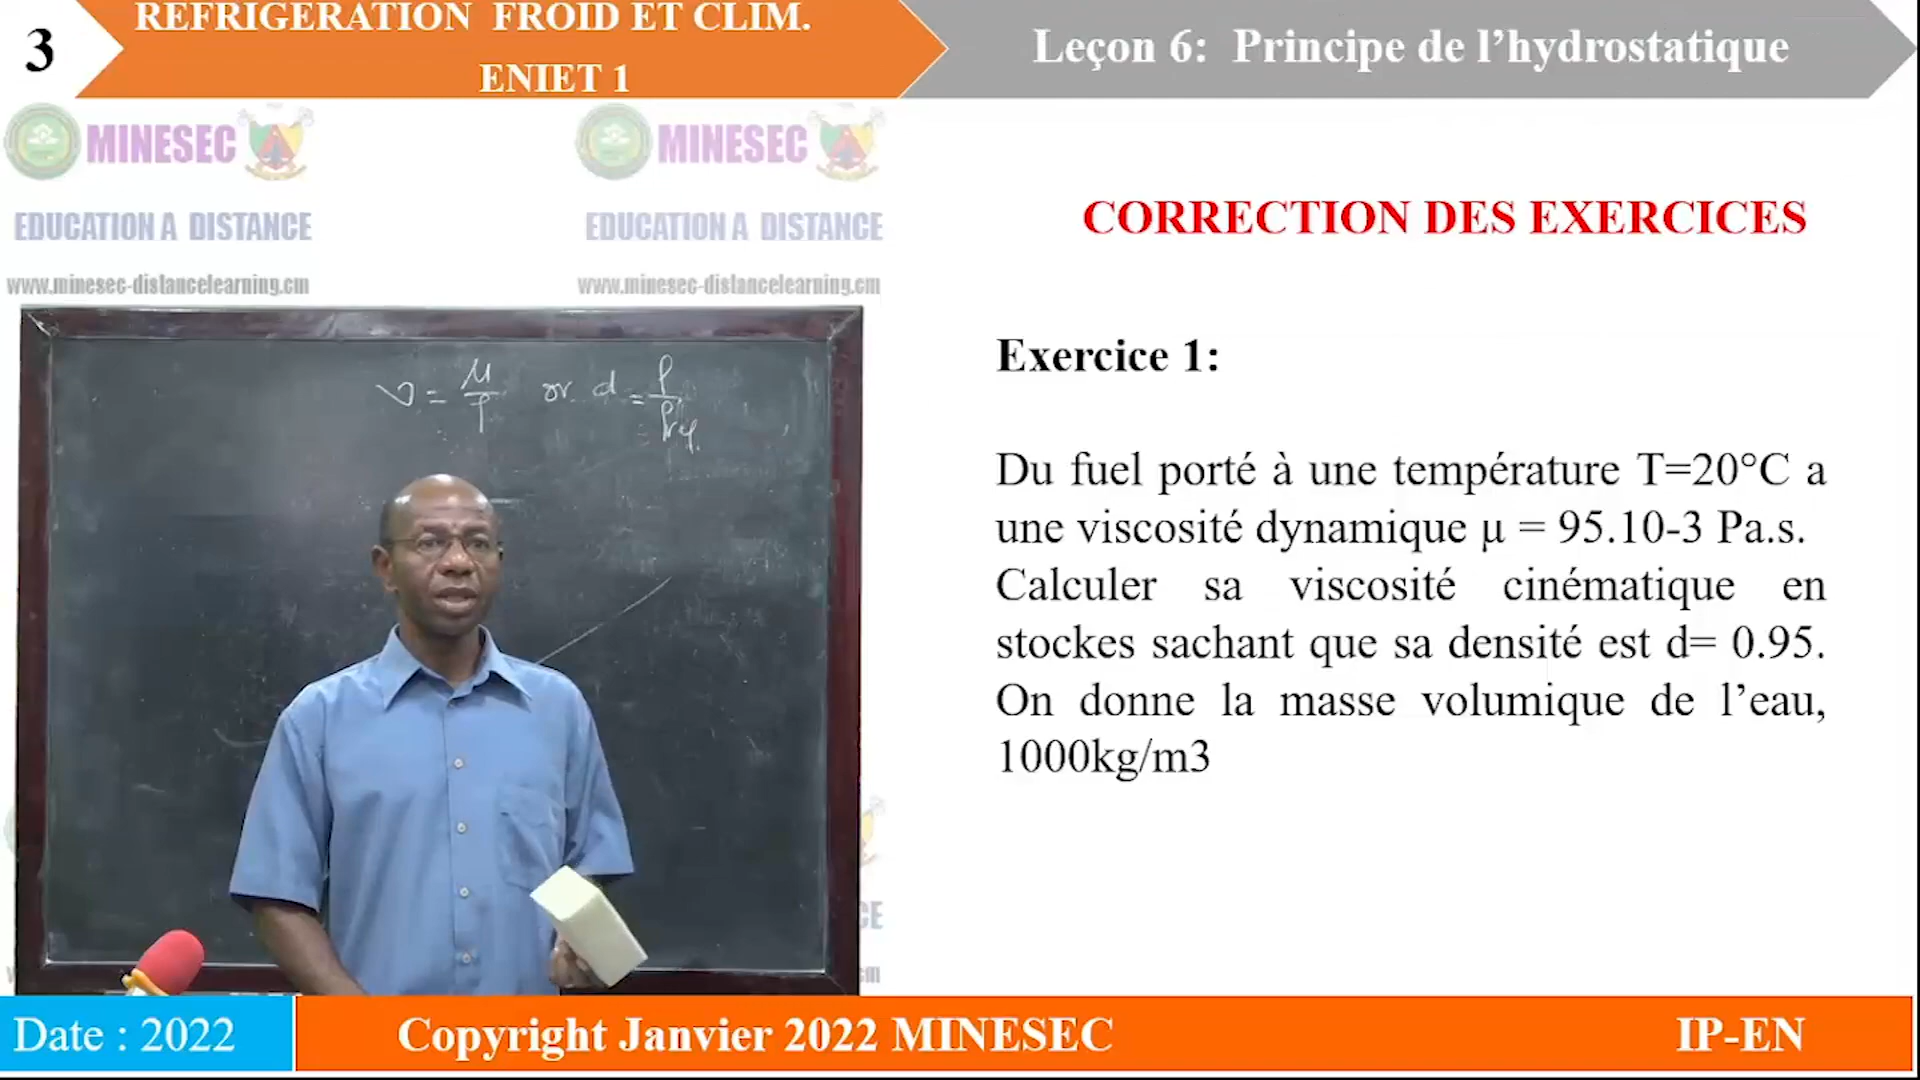 3
REFRIGERATION FROID ET CLIM.
ENIET 1
Leçon 6: Principe de l’hydrostatique
MINESEC
MINESEC
EDUCATION A DISTANCE
EDUCATION A DISTANCE
www.minesec-distancelearning.cm
www.minesec-distancelearning.cm
ν = μ/ρ or d = ρ/ρref
CORRECTION DES EXERCICES
Exercice 1:
Du fuel porté à une température T=20°C a
une viscosité dynamique µ = 95.10-3 Pa.s.
Calculer sa viscosité cinématique en
stockes sachant que sa densité est d= 0.95.
On donne la masse volumique de l’eau,
1000kg/m3
Date : 2022
Copyright Janvier 2022 MINESEC
IP-EN